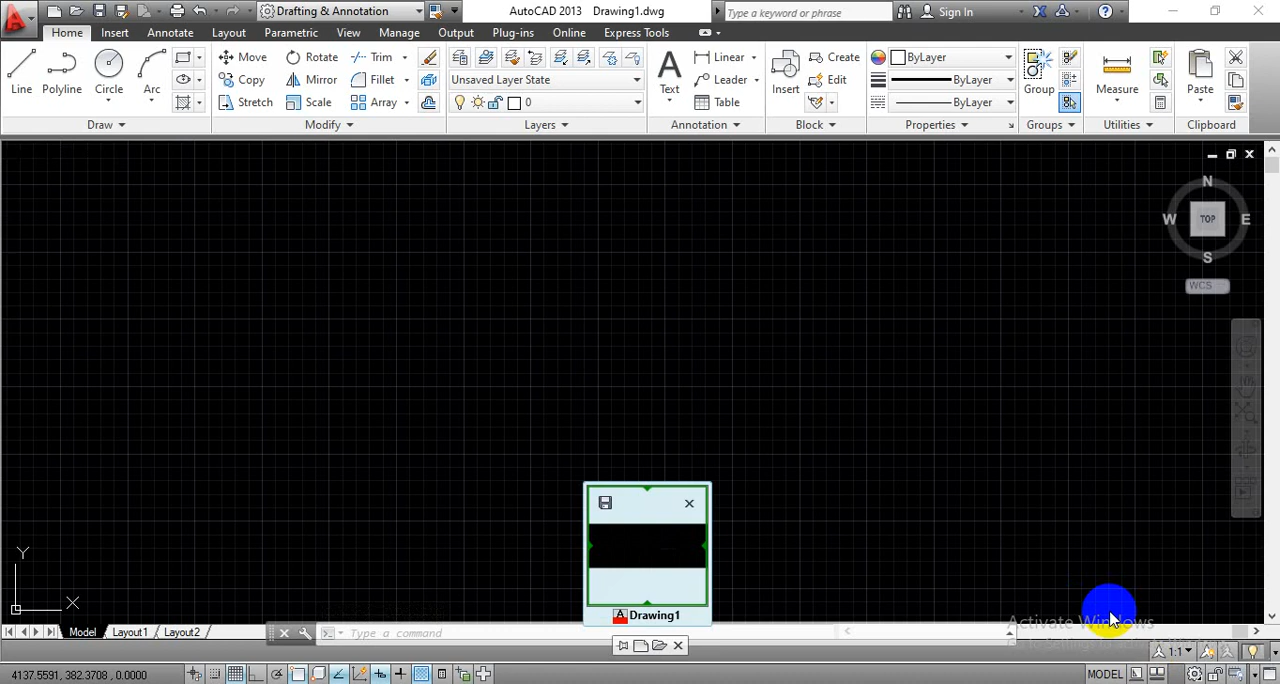 Drafting & Annotation
AutoCAD 2013 Drawing1.dwg
Type a keyword or phrase
Sign In
Home Insert Annotate Layout Parametric View Manage Output Plug-ins Online Express Tools
Line Polyline Circle Arc
Draw
Move Rotate Trim
Copy Mirror Fillet
Stretch Scale Array
Modify
Unsaved Layer State
0
Layers
Text
Linear
Leader
Table
Annotation
Insert
Create
Edit
Block
ByLayer
ByLayer
ByLayer
Properties
Group
Groups
Measure
Utilities
Paste
Clipboard
N
W TOP E
S
WCS
Y
X
Drawing1
Activate Windows
Model Layout1 Layout2
Type a command
1:1
4137.5591, 382.3708, 0.0000
MODEL